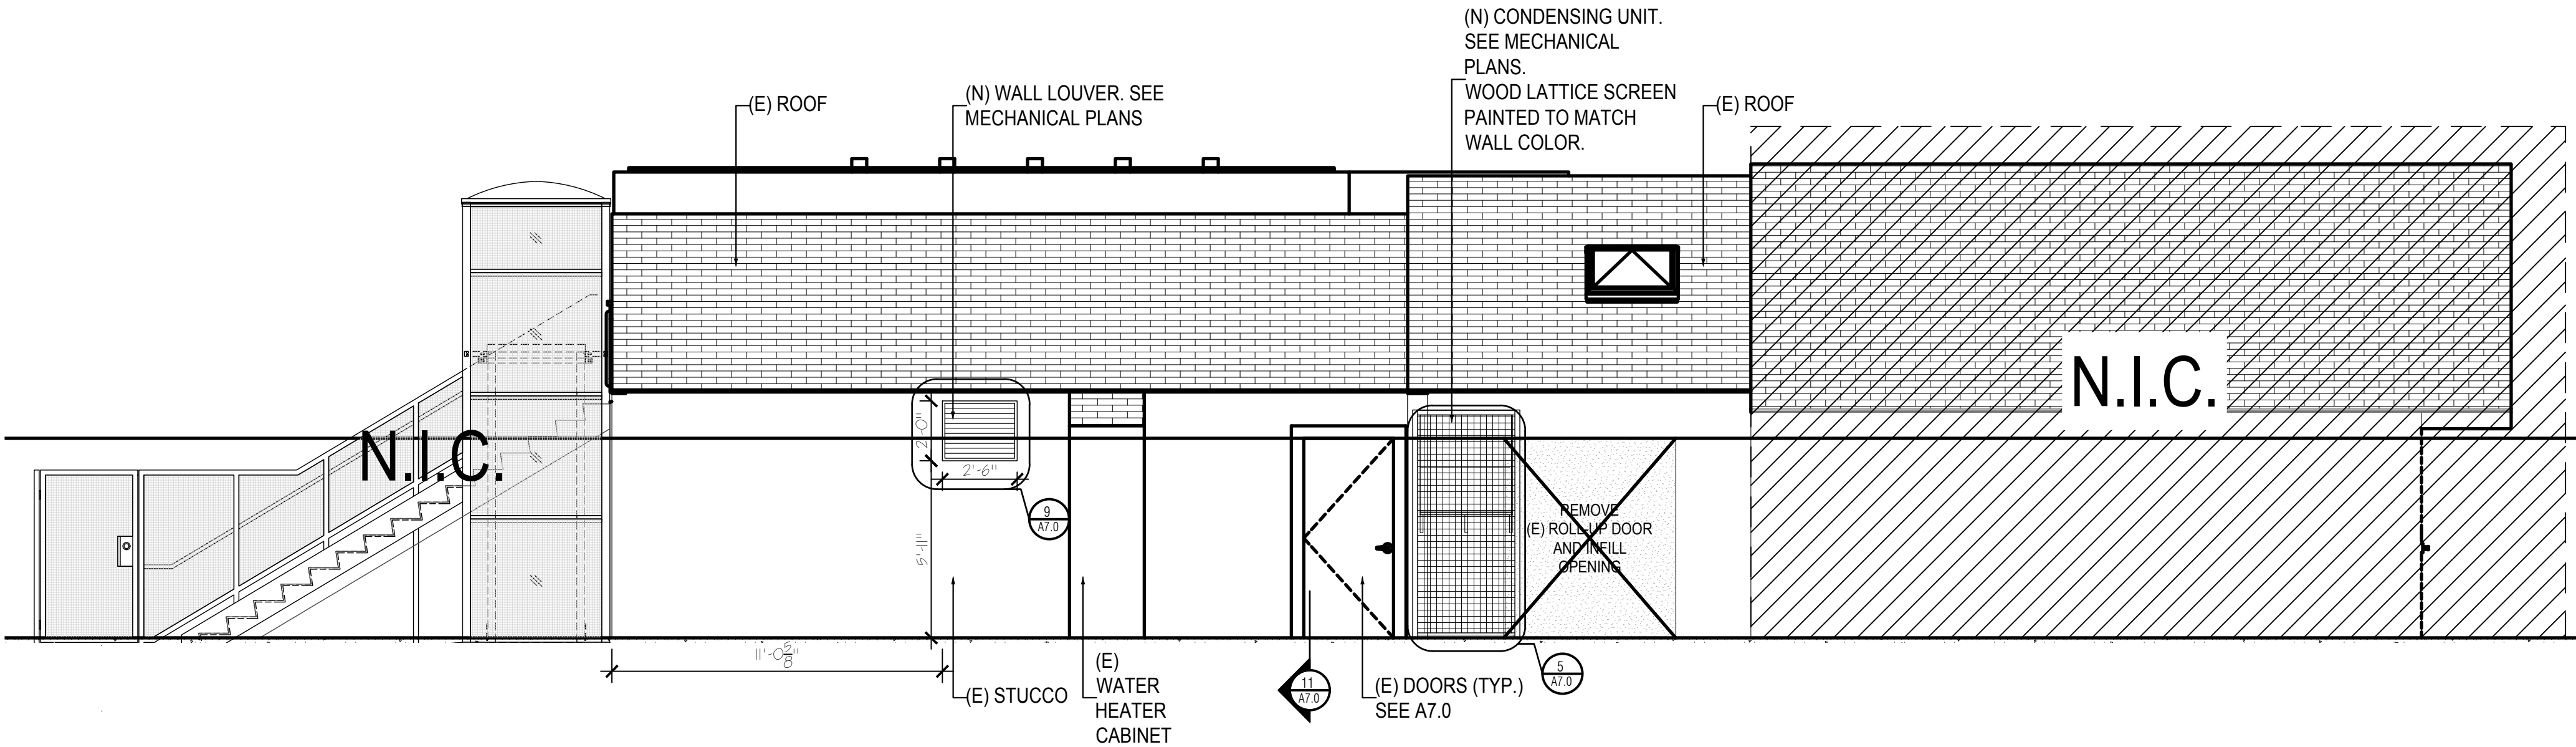 (N) CONDENSING UNIT.
SEE MECHANICAL
PLANS.
WOOD LATTICE SCREEN
PAINTED TO MATCH
WALL COLOR.
(E) ROOF
(N) WALL LOUVER. SEE
MECHANICAL PLANS
(E) ROOF
N.I.C.
N.I.C.
2'-0"
2'-6"
9
A7.0
5'-11"
REMOVE
(E) ROLL-UP DOOR
AND INFILL
OPENING
11'-0 5/8"
(E) STUCCO
(E)
WATER
HEATER
CABINET
11
A7.0
(E) DOORS (TYP.)
SEE A7.0
5
A7.0